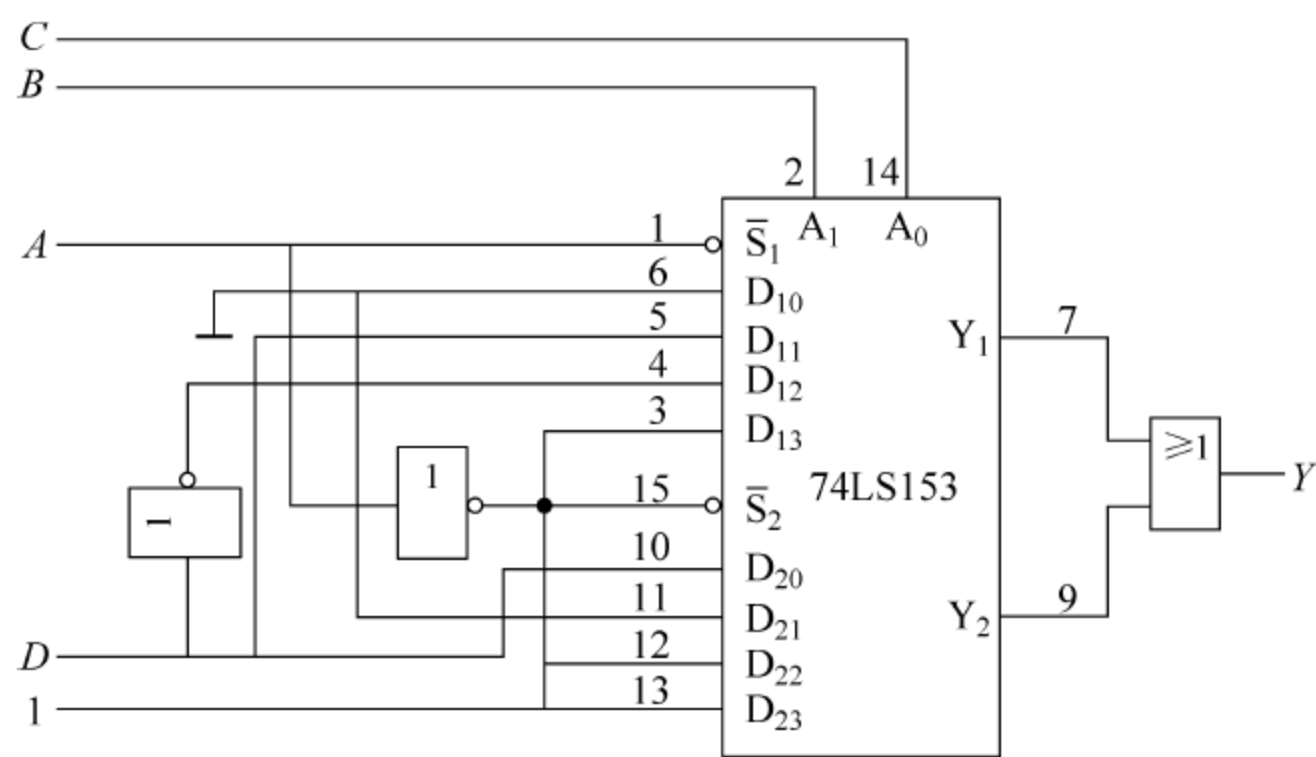 C
B
2 14
A 1 S̅₁ A₁ A₀
6 D₁₀
5 D₁₁ Y₁ 7
4 D₁₂
3 D₁₃ ≥1
1 15 S̅₂ 74LS153 Y
1
10 D₂₀
11 D₂₁ Y₂ 9
D 12 D₂₂
1 13 D₂₃